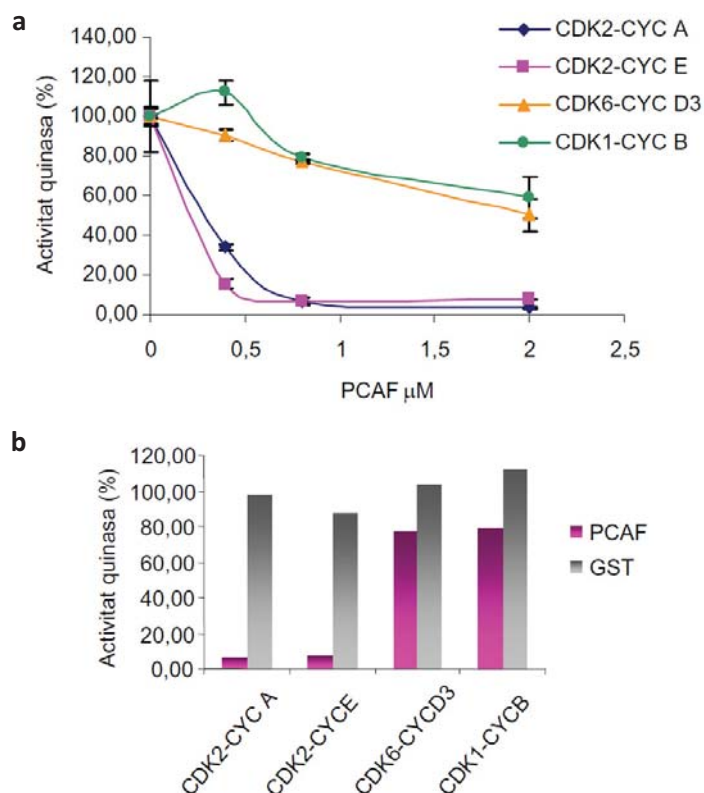 a
140,00
120,00
100,00
80,00
60,00
40,00
20,00
0,00
Activitat quinasa (%)
0 0,5 1 1,5 2 2,5
PCAF µM
CDK2-CYC A
CDK2-CYC E
CDK6-CYC D3
CDK1-CYC B
b
120,00
100,00
80,00
60,00
40,00
20,00
0,00
Activitat quinasa (%)
CDK2-CYC A
CDK2-CYCE
CDK6-CYCD3
CDK1-CYCB
PCAF
GST